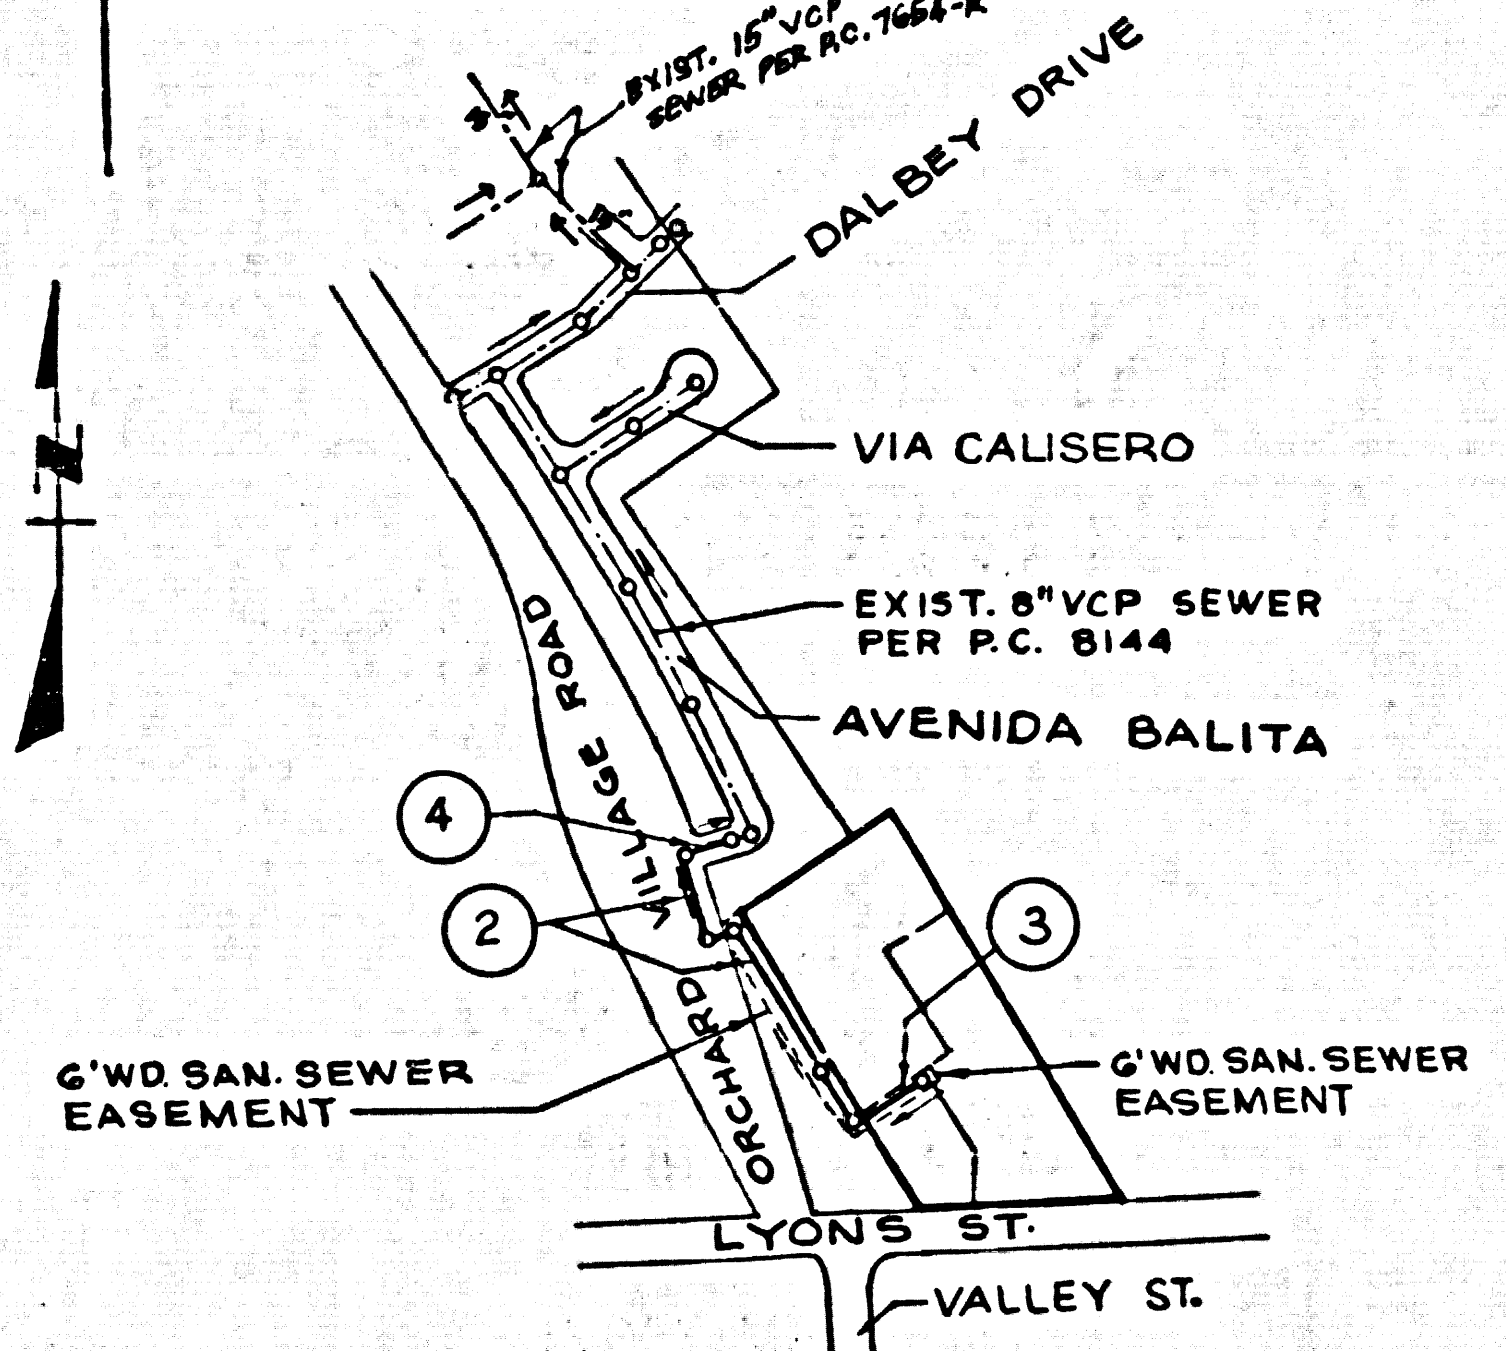 EXIST. 15" VCP
SEWER PER P.C. 7654-R
DALBEY DRIVE
N
VIA CALISERO
EXIST. 8" VCP SEWER
PER P.C. 8144
AVENIDA BALITA
ORCHARD VILLAGE ROAD
4
2
3
6' WD. SAN. SEWER
EASEMENT
6' WD. SAN. SEWER
EASEMENT
LYONS ST.
VALLEY ST.